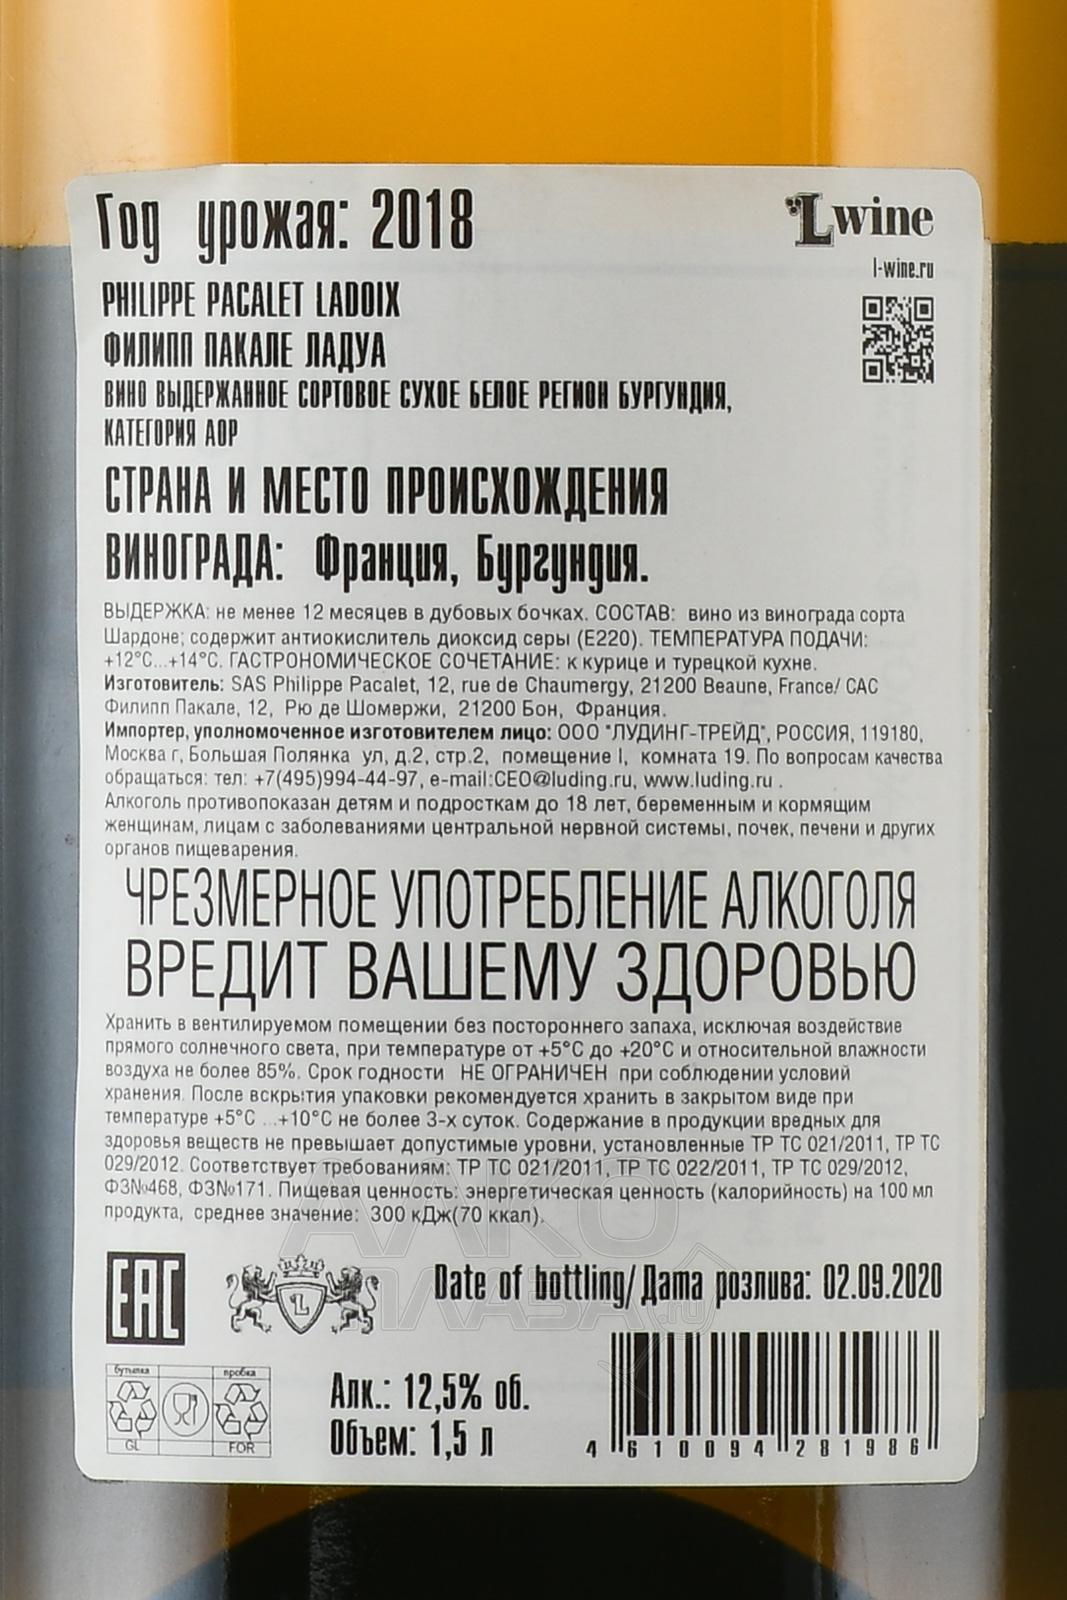 Год урожая: 2018
Lwine
l-wine.ru
PHILIPPE PACALET LADOIX
ФИЛИПП ПАКАЛЕ ЛАДУА
ВИНО ВЫДЕРЖАННОЕ СОРТОВОЕ СУХОЕ БЕЛОЕ РЕГИОН БУРГУНДИЯ,
КАТЕГОРИЯ AOP
СТРАНА И МЕСТО ПРОИСХОЖДЕНИЯ
ВИНОГРАДА: Франция, Бургундия.
ВЫДЕРЖКА: не менее 12 месяцев в дубовых бочках. СОСТАВ: вино из винограда сорта
Шардоне; содержит антиокислитель диоксид серы (Е220). ТЕМПЕРАТУРА ПОДАЧИ:
+12°С...+14°С. ГАСТРОНОМИЧЕСКОЕ СОЧЕТАНИЕ: к курице и турецкой кухне.
Изготовитель: SAS Philippe Pacalet, 12, rue de Chaumergy, 21200 Beaune, France/ САС
Филипп Пакале, 12, Рю де Шомержи, 21200 Бон, Франция.
Импортер, уполномоченное изготовителем лицо: ООО "ЛУДИНГ-ТРЕЙД", РОССИЯ, 119180,
Москва г, Большая Полянка ул, д.2, стр.2, помещение I, комната 19. По вопросам качества
обращаться: тел: +7(495)994-44-97, e-mail:CEO@luding.ru, www.luding.ru .
Алкоголь противопоказан детям и подросткам до 18 лет, беременным и кормящим
женщинам, лицам с заболеваниями центральной нервной системы, почек, печени и других
органов пищеварения.
ЧРЕЗМЕРНОЕ УПОТРЕБЛЕНИЕ АЛКОГОЛЯ
ВРЕДИТ ВАШЕМУ ЗДОРОВЬЮ
Хранить в вентилируемом помещении без постороннего запаха, исключая воздействие
прямого солнечного света, при температуре от +5°С до +20°С и относительной влажности
воздуха не более 85%. Срок годности НЕ ОГРАНИЧЕН при соблюдении условий
хранения. После вскрытия упаковки рекомендуется хранить в закрытом виде при
температуре +5°С ...+10°С не более 3-х суток. Содержание в продукции вредных для
здоровья веществ не превышает допустимые уровни, установленные ТР ТС 021/2011, ТР ТС
029/2012. Соответствует требованиям: ТР ТС 021/2011, ТР ТС 022/2011, ТР ТС 029/2012,
ФЗ№468, ФЗ№171. Пищевая ценность: энергетическая ценность (калорийность) на 100 мл
продукта, среднее значение: 300 кДж(70 ккал).
АЛКО
ПЛАЗА.ru
EAC
L
Date of bottling/Дата розлива: 02.09.2020
бутылка
пробка
GL
FOR
Алк.: 12,5% об.
Объем: 1,5 л
4 610094 281986